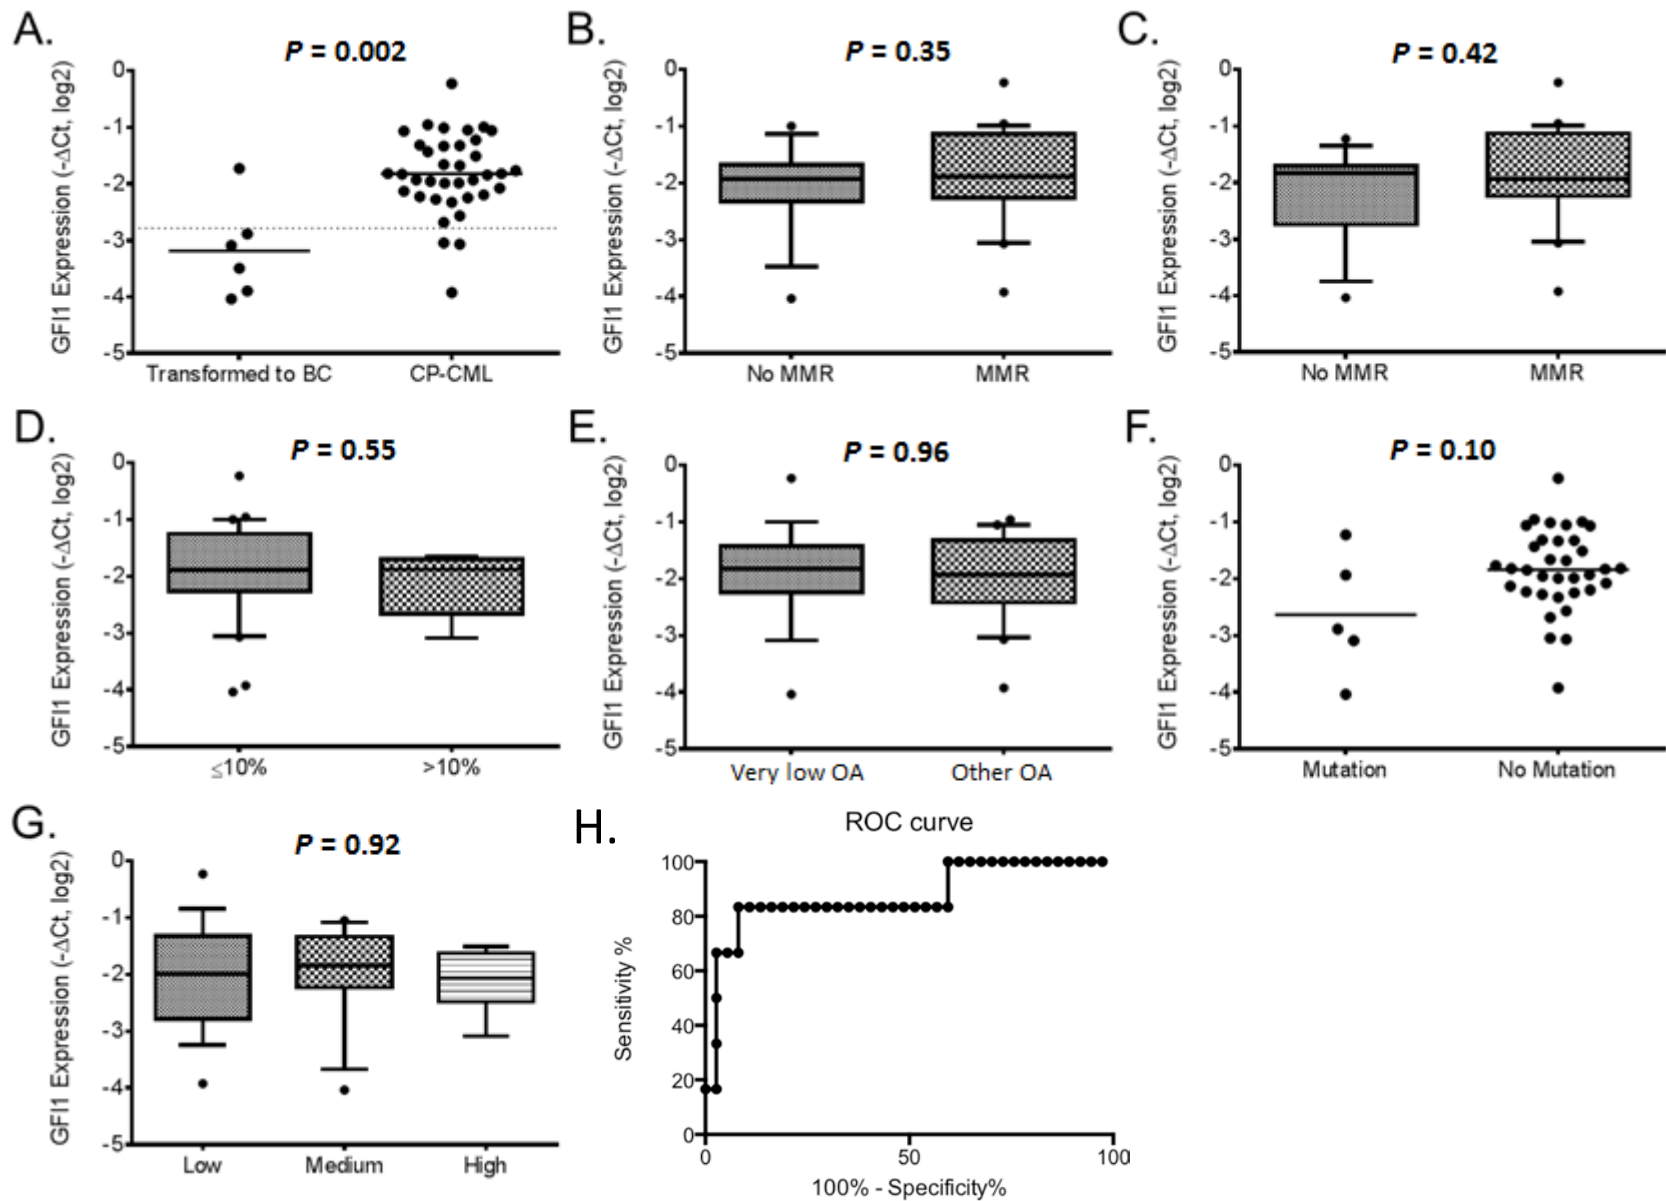 A.
P = 0.002
GFI1 Expression (-ΔCt, log2)
0
-1
-2
-3
-4
-5
Transformed to BC
CP-CML
B.
P = 0.35
GFI1 Expression (-ΔCt, log2)
0
-1
-2
-3
-4
-5
No MMR
MMR
C.
P = 0.42
GFI1 Expression (-ΔCt, log2)
0
-1
-2
-3
-4
-5
No MMR
MMR
D.
P = 0.55
GFI1 Expression (-ΔCt, log2)
0
-1
-2
-3
-4
-5
≤10%
>10%
E.
P = 0.96
GFI1 Expression (-ΔCt, log2)
0
-1
-2
-3
-4
-5
Very low OA
Other OA
F.
P = 0.10
GFI1 Expression (-ΔCt, log2)
0
-1
-2
-3
-4
-5
Mutation
No Mutation
G.
P = 0.92
GFI1 Expression (-ΔCt, log2)
0
-1
-2
-3
-4
-5
Low
Medium
High
H.
ROC curve
Sensitivity %
100
80
60
40
20
0
0
50
100
100% - Specificity%